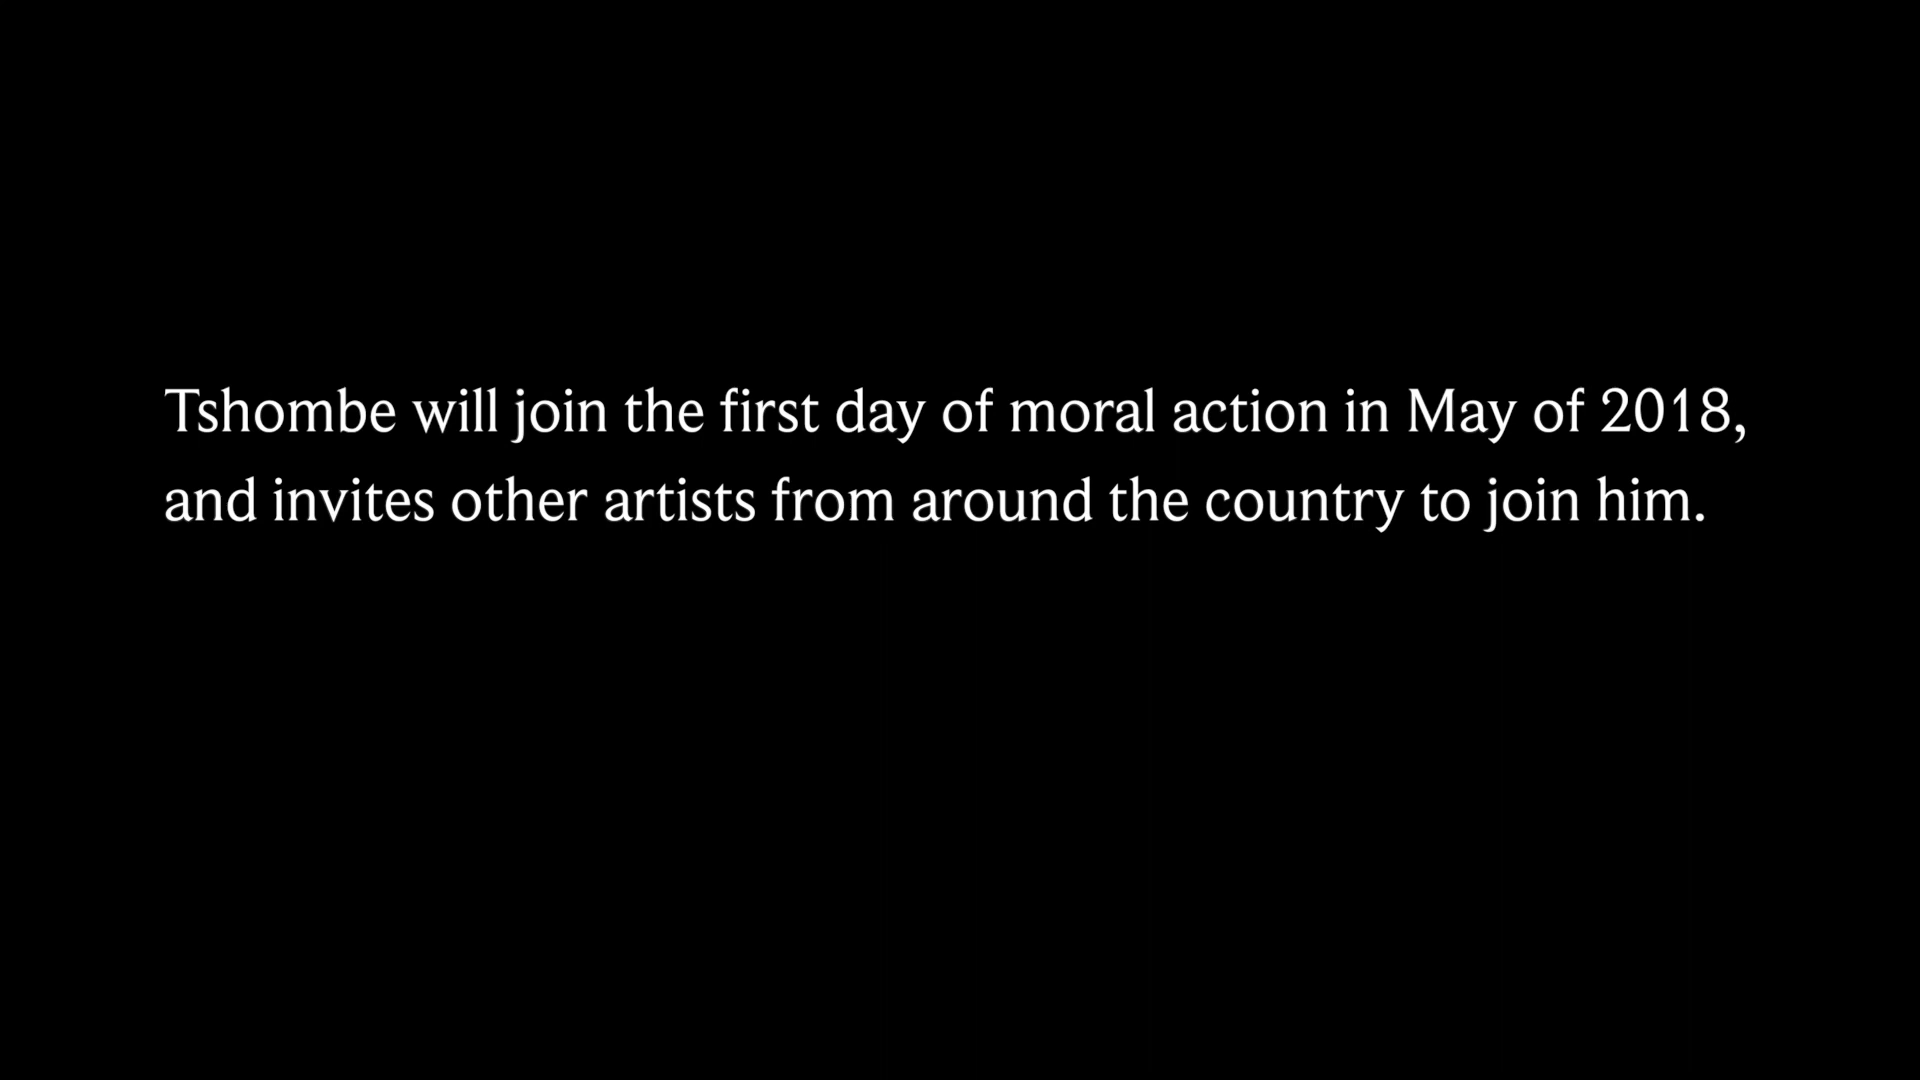 Tshombe will join the first day of moral action in May of 2018,
and invites other artists from around the country to join him.